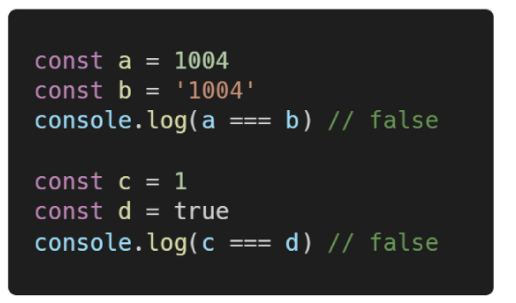 const a = 1004
const b = '1004'
console.log(a === b) // false
const c = 1
const d = true
console.log(c === d) // false